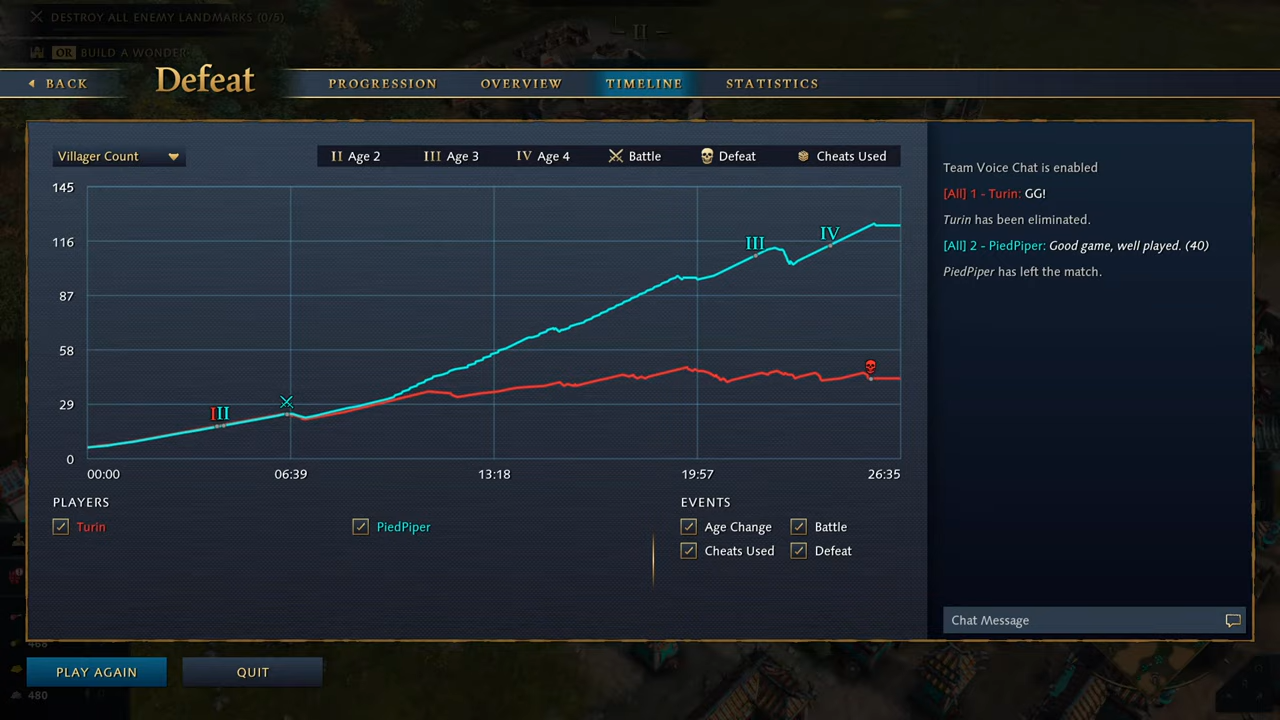 DESTROY ALL ENEMY LANDMARKS (0/5)
II
OR BUILD A WONDER
BACK
Defeat
PROGRESSION
OVERVIEW
TIMELINE
STATISTICS
Villager Count
II Age 2
III Age 3
IV Age 4
Battle
Defeat
Cheats Used
145
116
87
58
29
0
III
IV
III
00:00
06:39
13:18
19:57
26:35
PLAYERS
Turin
PiedPiper
EVENTS
Age Change
Battle
Cheats Used
Defeat
Team Voice Chat is enabled
[All] 1 - Turin: GG!
Turin has been eliminated.
[All] 2 - PiedPiper: Good game, well played. (40)
PiedPiper has left the match.
Chat Message
PLAY AGAIN
QUIT
480